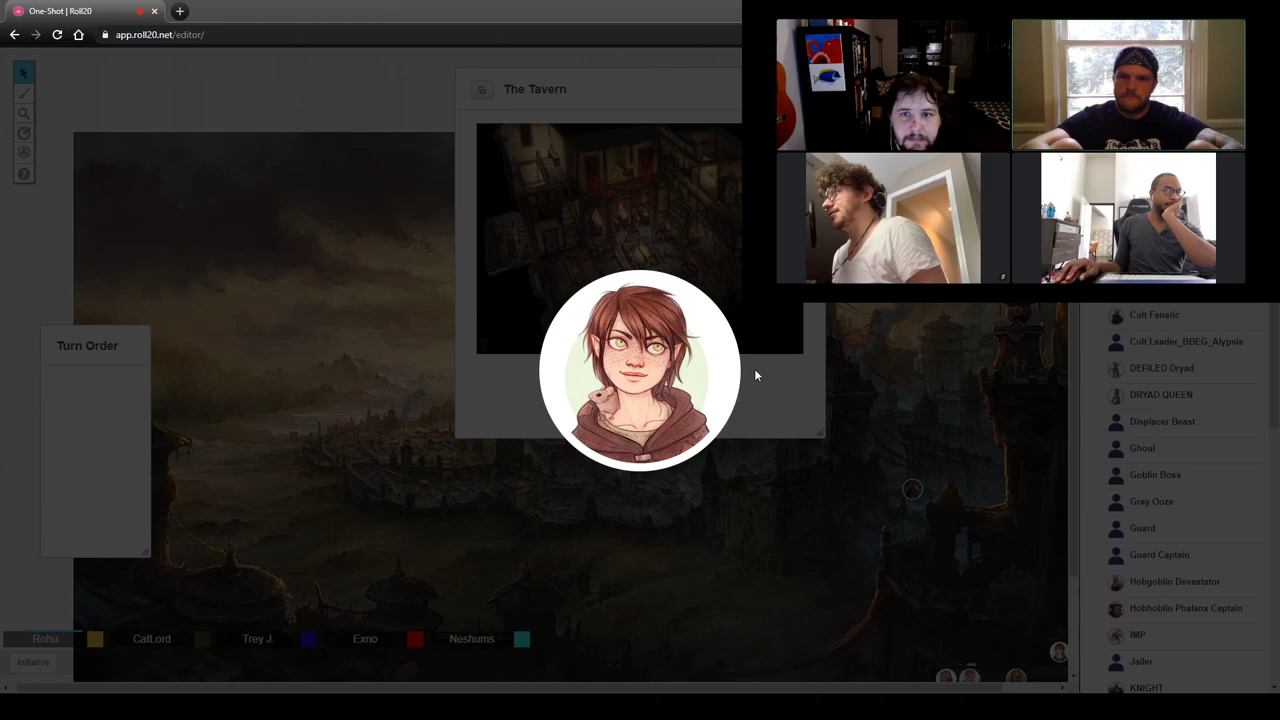 One-Shot | Roll20
app.roll20.net/editor/
The Tavern
Turn Order
Cult Fanatic
Cult Leader_BBEG_Alypsis
DEFILED Dryad
DRYAD QUEEN
Displacer Beast
Ghoul
Goblin Boss
Gray Ooze
Guard
Guard Captain
Hobgoblin Devastator
Hobhoblin Phalanx Captain
IMP
Jailer
KNIGHT
Rohu
CatLord
Trey J.
Exno
Neshums
Initiative